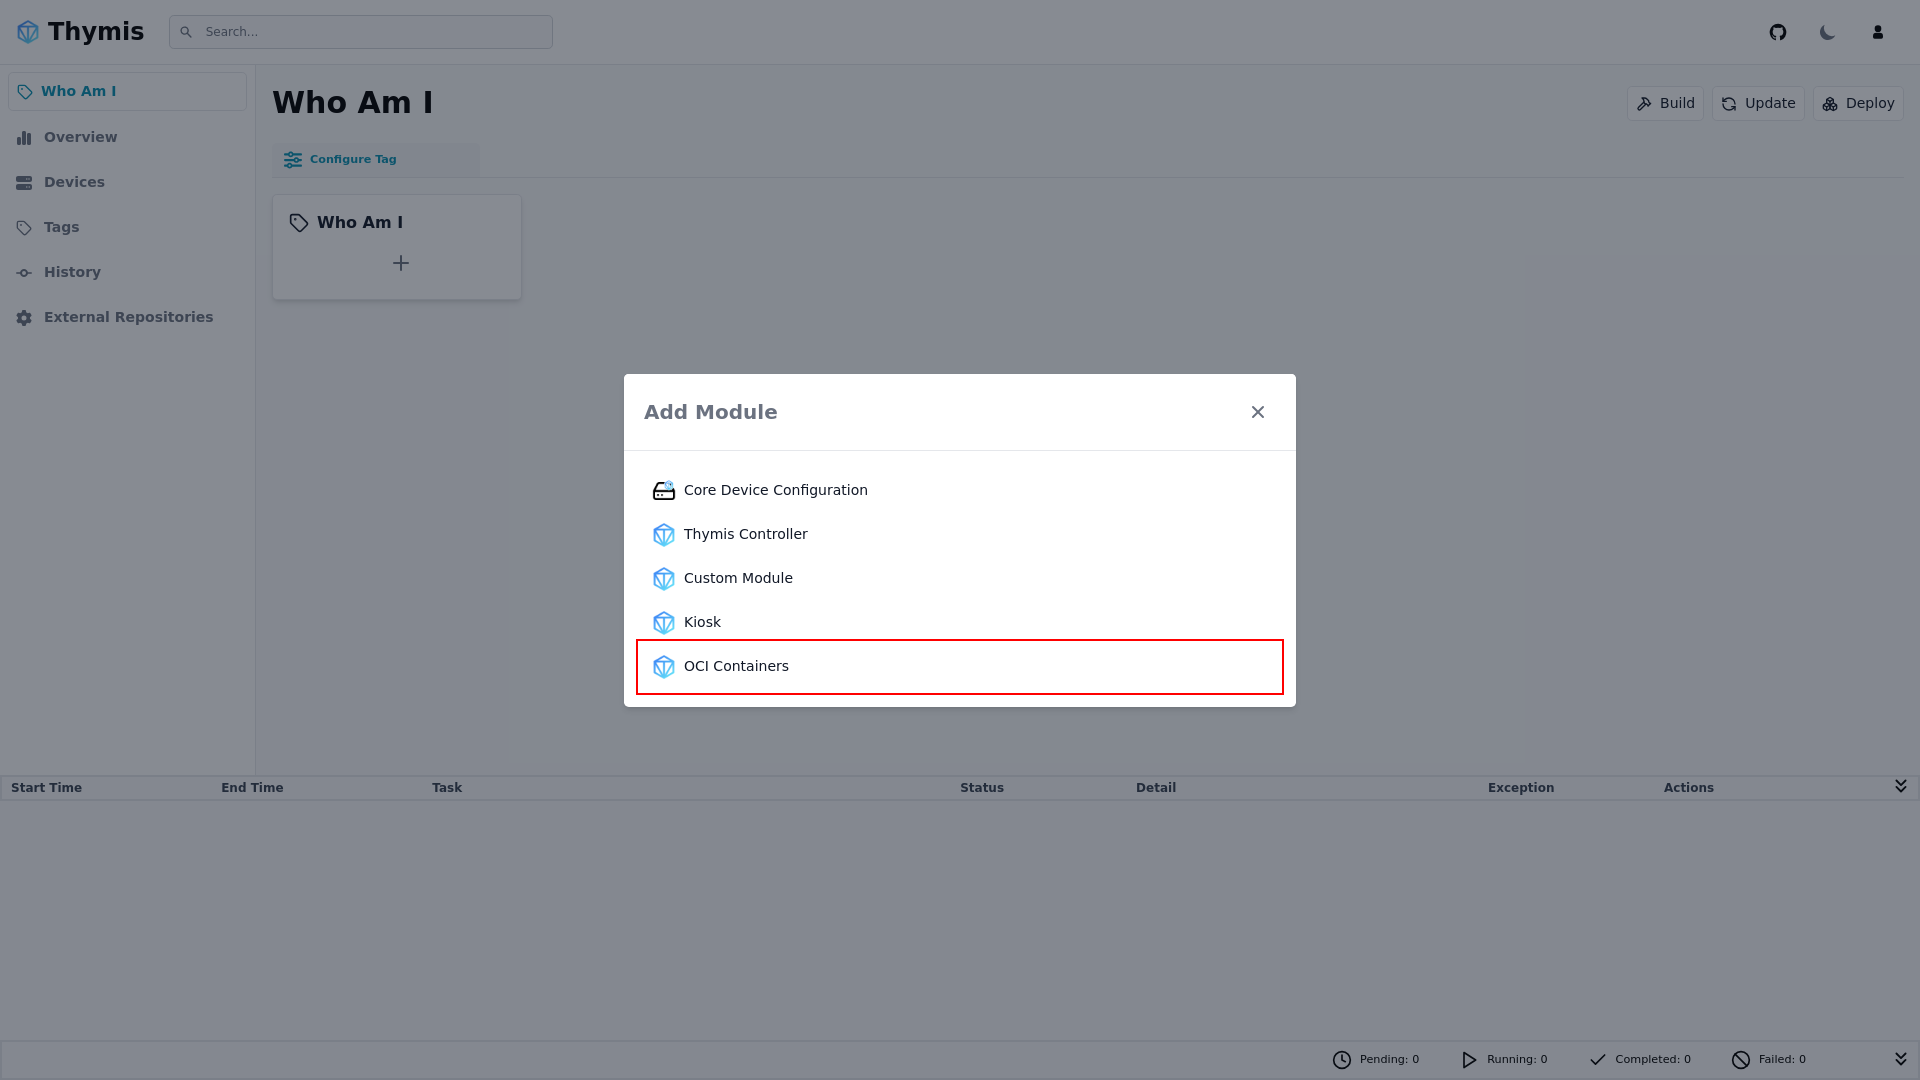 Thymis
Search...
Who Am I
Overview
Devices
Tags
History
External Repositories
Who Am I
Build
Update
Deploy
Configure Tag
Who Am I
Add Module
Core Device Configuration
Thymis Controller
Custom Module
Kiosk
OCI Containers
Start Time End Time Task Status Detail Exception Actions
Pending: 0 Running: 0 Completed: 0 Failed: 0